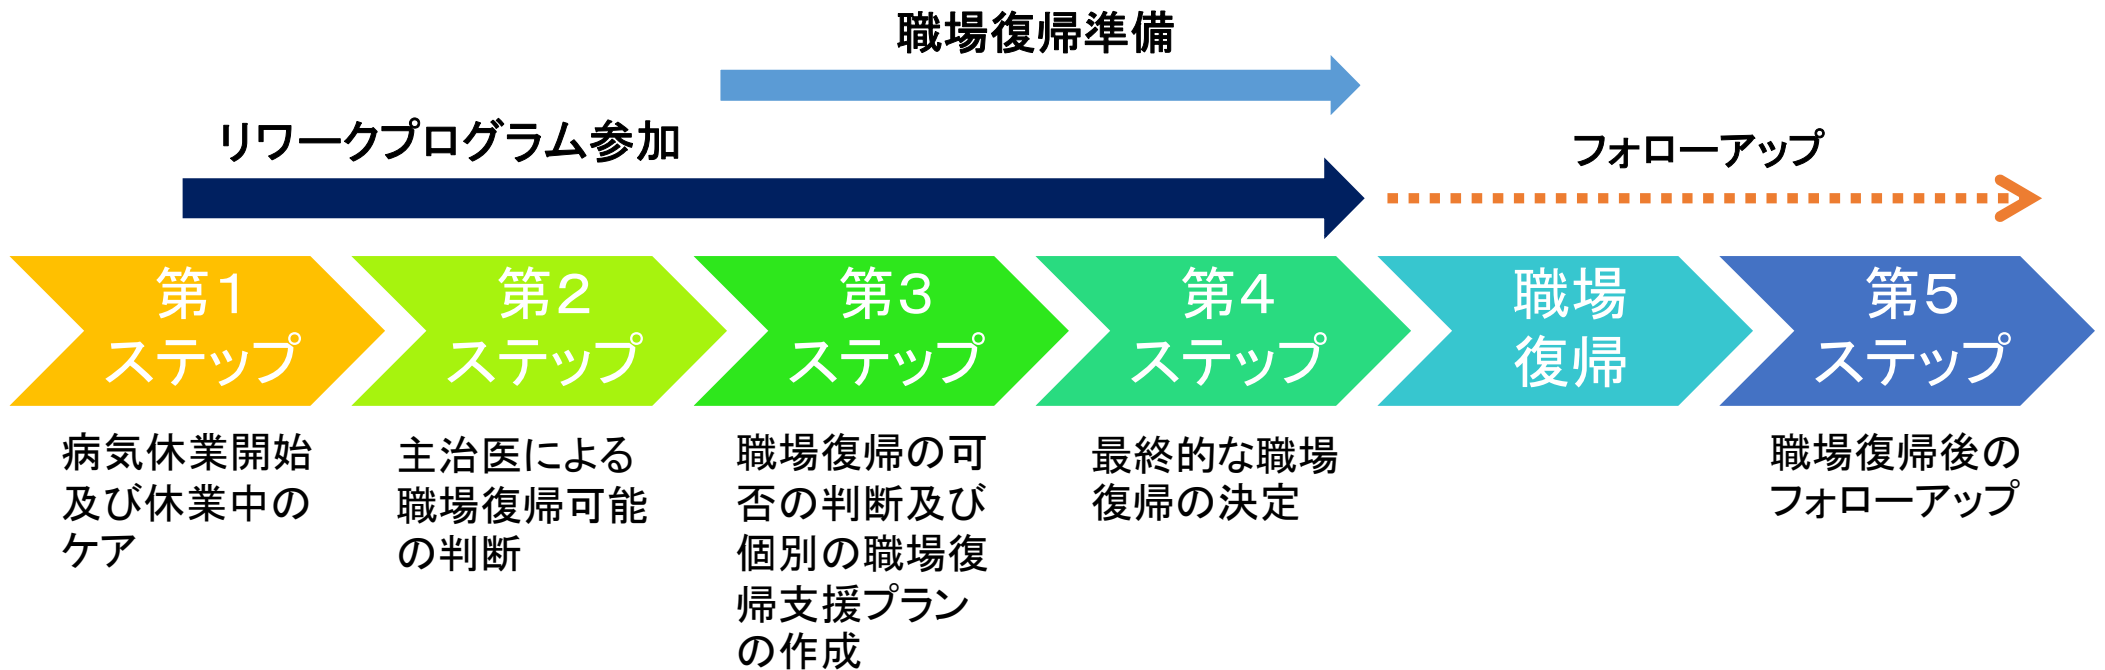 職場復帰準備
リワークプログラム参加
フォローアップ
第１
ステップ
第２
ステップ
第３
ステップ
第４
ステップ
職場
復帰
第５
ステップ
病気休業開始
及び休業中の
ケア
主治医による
職場復帰可能
の判断
職場復帰の可
否の判断及び
個別の職場復
帰支援プラン
の作成
最終的な職場
復帰の決定
職場復帰後の
フォローアップ